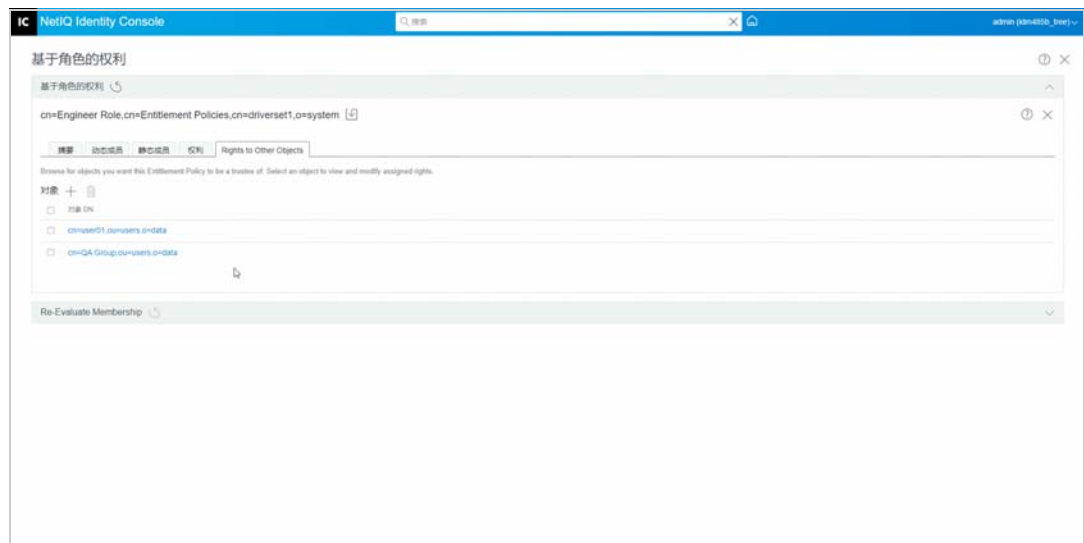 IC NetIQ Identity Console 搜索 admin (idm485b_tree)
基于角色的权利
基于角色的权利
cn=Engineer Role,cn=Entitlement Policies,cn=driverset1,o=system
摘要 动态成员 静态成员 权利 Rights to Other Objects
Browse for objects you want this Entitlement Policy to be a trustee of. Select an object to view and modify assigned rights.
对象
对象 DN
cn=user01,ou=users,o=data
cn=QA Group,ou=users,o=data
Re-Evaluate Membership